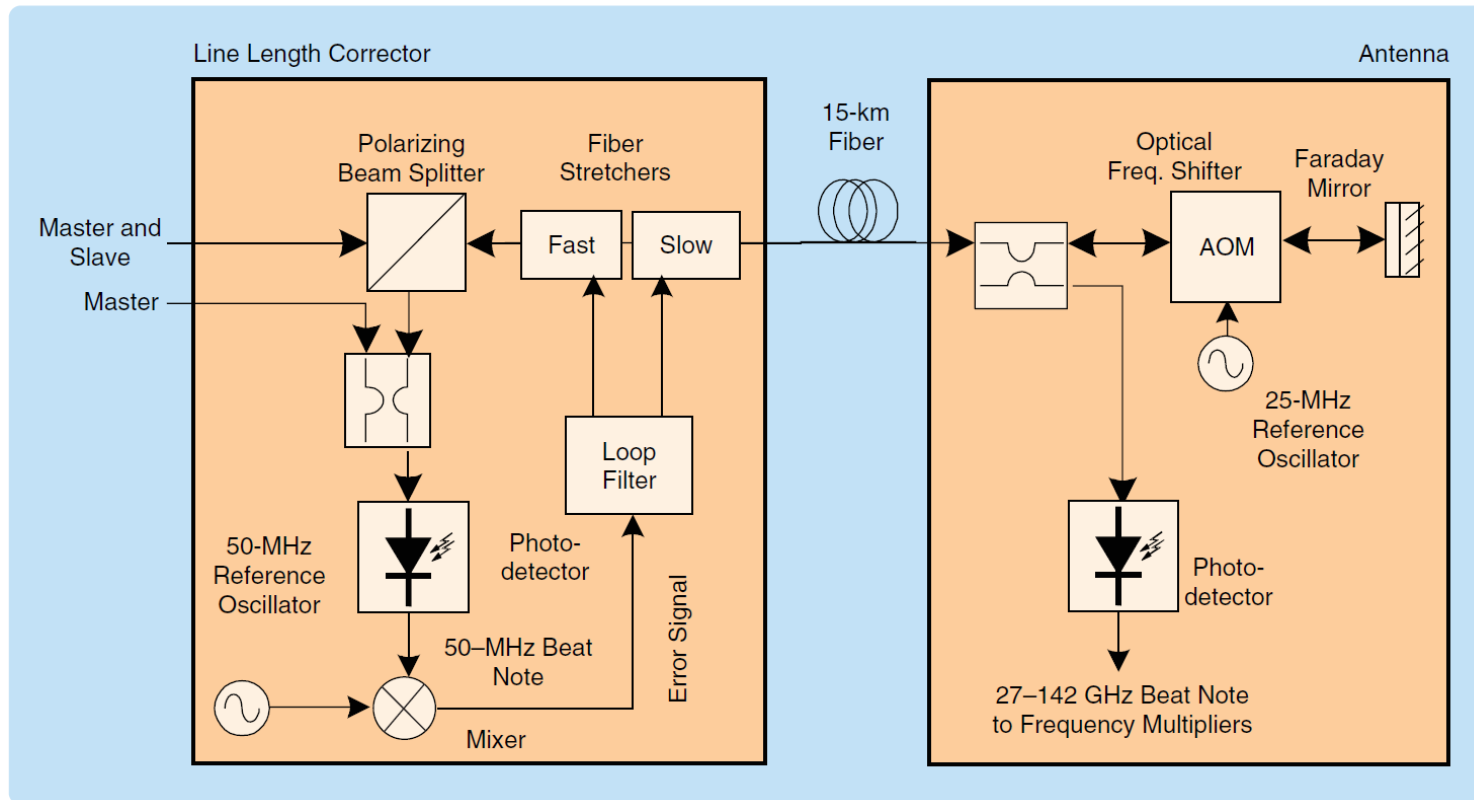 Line Length Corrector
Antenna
Polarizing
Beam Splitter
Fiber
Stretchers
15-km
Fiber
Optical
Freq. Shifter
Faraday
Mirror
Master and
Slave
Master
Fast
Slow
AOM
Loop
Filter
25-MHz
Reference
Oscillator
50-MHz
Reference
Oscillator
Photo-
detector
Error Signal
Photo-
detector
50–MHz Beat
Note
Mixer
27–142 GHz Beat Note
to Frequency Multipliers